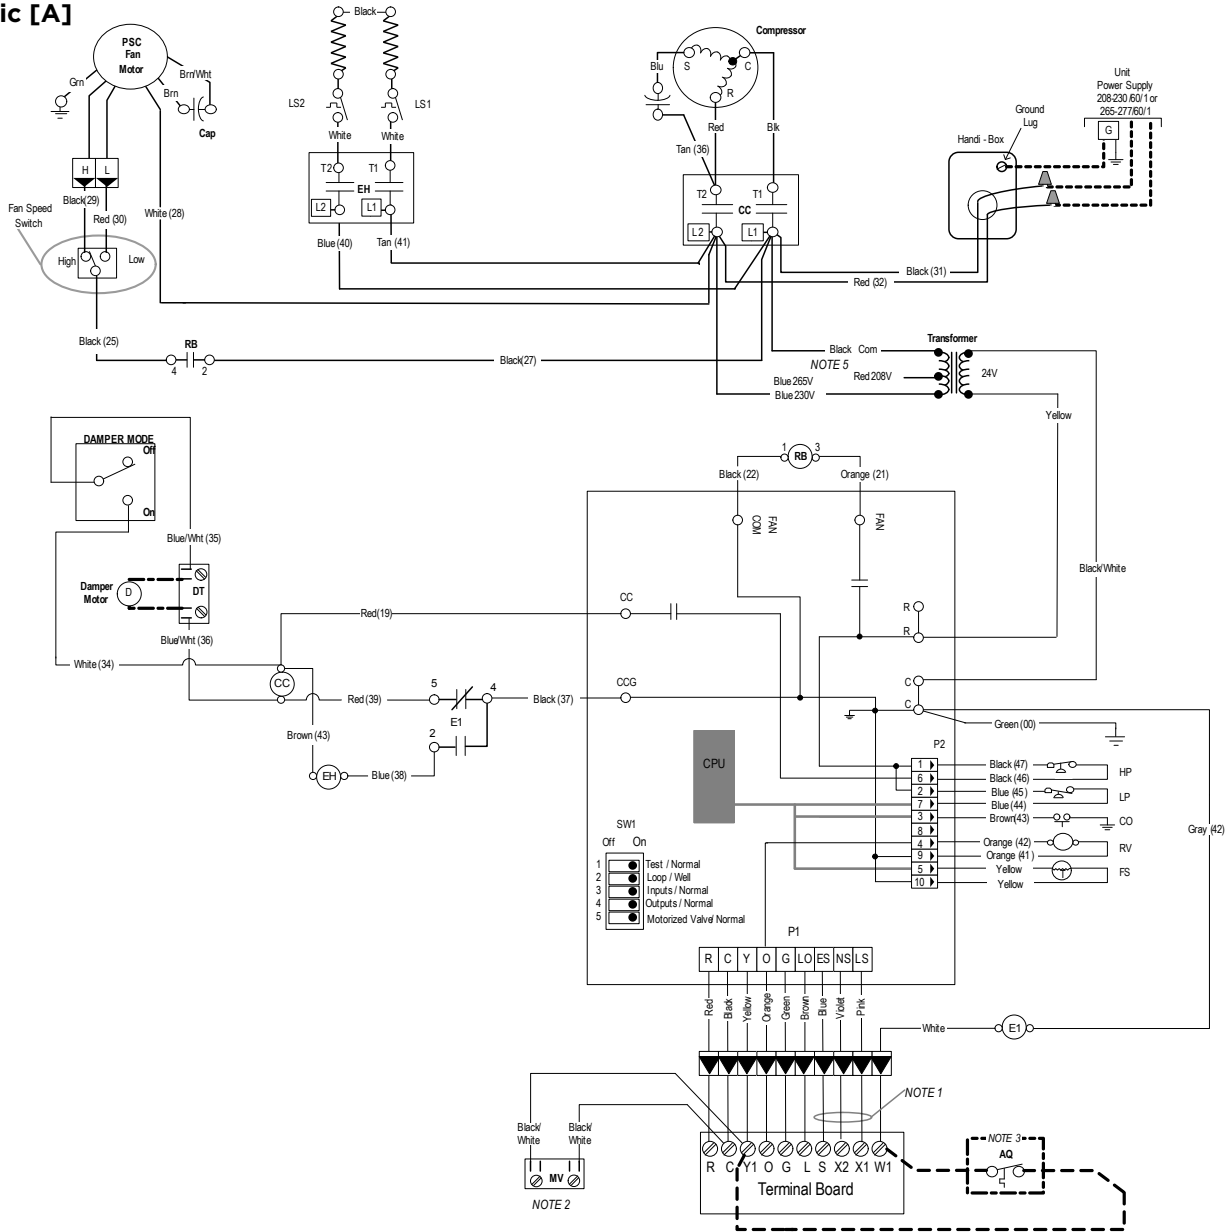 ic [A]
PSC
Fan
Motor
Grn
Brn/Wht
Brn
Cap
H L
Black(29)
Red (30)
White (28)
Fan Speed
Switch
High
Low
Black (25)
RB
4 2
Black(27)
Black
LS2
LS1
White
White
T2 T1
EH
L2 L1
Blue (40)
Tan (41)
Compressor
Blu
S C
R
Red
Blk
Tan (36)
T2 T1
CC
L2 L1
Unit
Power Supply
208-230 /60/1 or
265-277/60/1
Ground
Lug
G
Handi - Box
Black (31)
Red (32)
Transformer
Black Com
NOTE 5
Red 208V
Blue 265V
Blue 230V
24V
Yellow
DAMPER MODE
Off
On
Blue/Wht (35)
Damper
Motor
D
DT
Blue/Wht (36)
White (34)
Red(19)
CC
Red (39)
Brown (43)
EH
Blue (38)
5 4
E1
2
Black (37)
1 RB 3
Black (22)
Orange (21)
FAN
COM
FAN
CC
CCG
R
R
C
C
Black/White
Green (00)
Gray (42)
CPU
P2
1 Black (47)
6 Black (46)
HP
2 Blue (45)
7 Blue (44)
LP
3 Brown(43)
CO
8
4 Orange (42)
9 Orange (41)
RV
5 Yellow
10 Yellow
FS
SW1
Off On
1 Test / Normal
2 Loop / Well
3 Inputs / Normal
4 Outputs / Normal
5 Motorized Valve/ Normal
P1
R C Y O G LO ES NS LS
Red
Black
Yellow
Orange
Green
Brown
Blue
Violet
Pink
White
E1
NOTE 1
Black/
White
Black/
White
MV
NOTE 2
R C Y1 O G L S X2 X1 W1
Terminal Board
NOTE 3
AQ